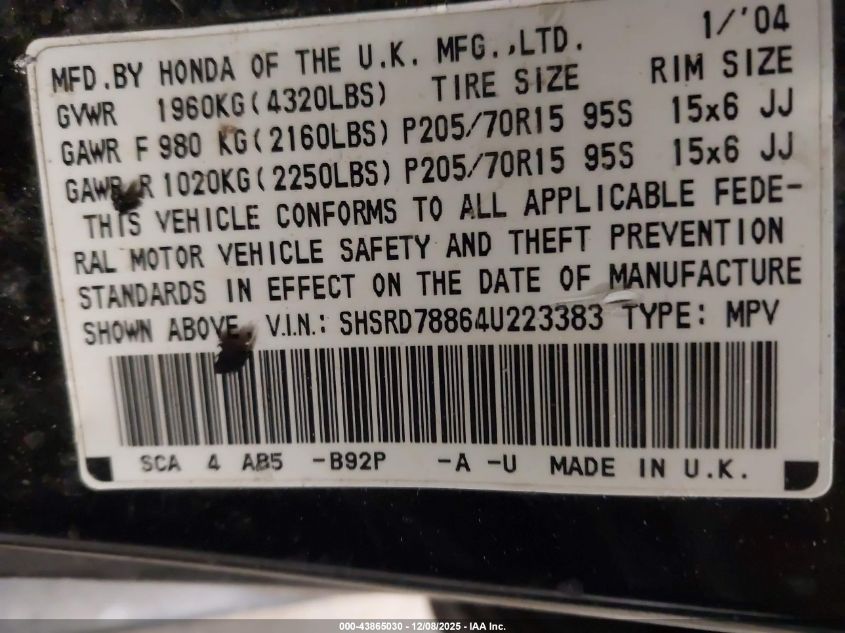 1/'04
MFD.BY HONDA OF THE U.K. MFG.,LTD.
GVWR 1960KG(4320LBS) TIRE SIZE RIM SIZE
GAWR F 980 KG(2160LBS) P205/70R15 95S 15x6 JJ
GAWR R 1020KG(2250LBS) P205/70R15 95S 15x6 JJ
THIS VEHICLE CONFORMS TO ALL APPLICABLE FEDE-
RAL MOTOR VEHICLE SAFETY AND THEFT PREVENTION
STANDARDS IN EFFECT ON THE DATE OF MANUFACTURE
SHOWN ABOVE. V.I.N.: SHSRD78864U223383 TYPE: MPV
SCA 4 AB5 -B92P -A -U MADE IN U.K.
000-43865030 - 12/08/2025 - IAA Inc.